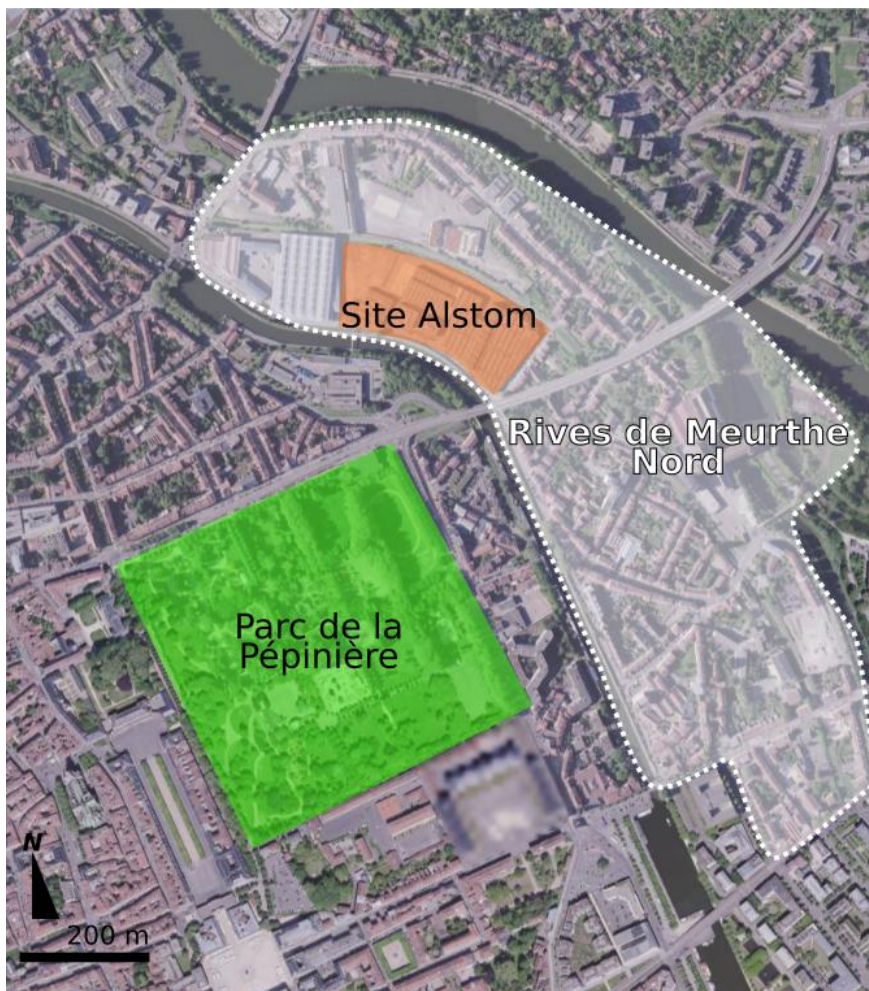 Site Alstom
Rives de Meurthe
Nord
Parc de la
Pépinière
N
200 m